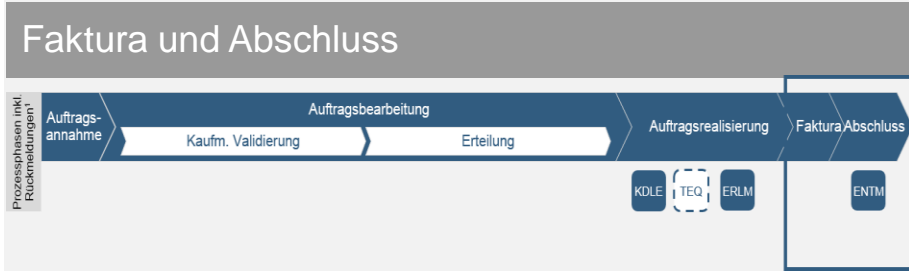 Faktura und Abschluss
Prozessphasen inkl.
Rückmeldungen¹
Auftrags-
annahme
Auftragsbearbeitung
Kaufm. Validierung
Erteilung
Auftragsrealisierung
Faktura
Abschluss
KDLE
TEQ
ERLM
ENTM